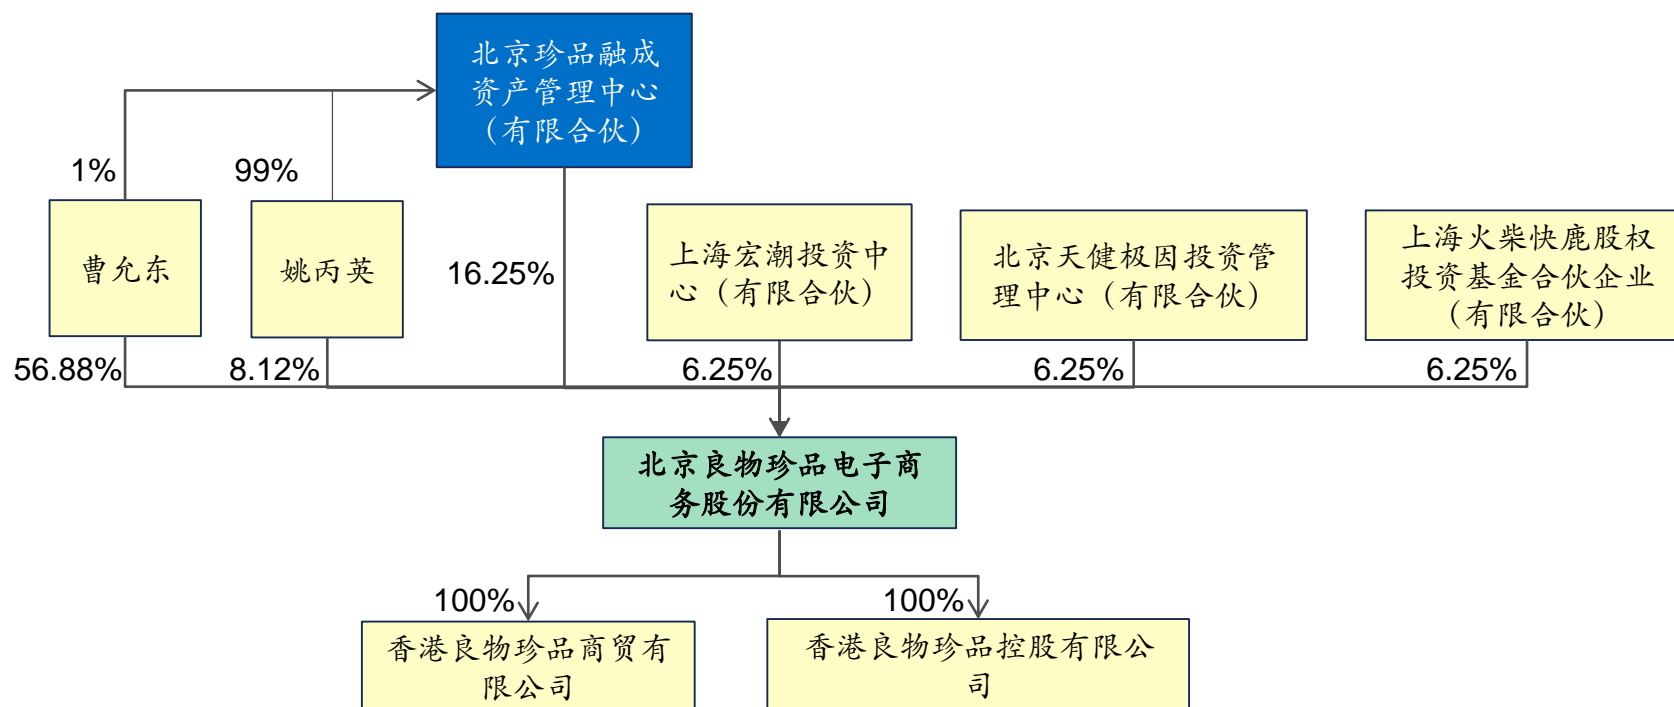 北京珍品融成
资产管理中心
（有限合伙）
1%
99%
曹允东
姚丙英
16.25%
上海宏潮投资中
心（有限合伙）
北京天健极因投资管
理中心（有限合伙）
上海火柴快鹿股权
投资基金合伙企业
（有限合伙）
56.88%
8.12%
6.25%
6.25%
6.25%
北京良物珍品电子商
务股份有限公司
100%
100%
香港良物珍品商贸有
限公司
香港良物珍品控股有限公
司